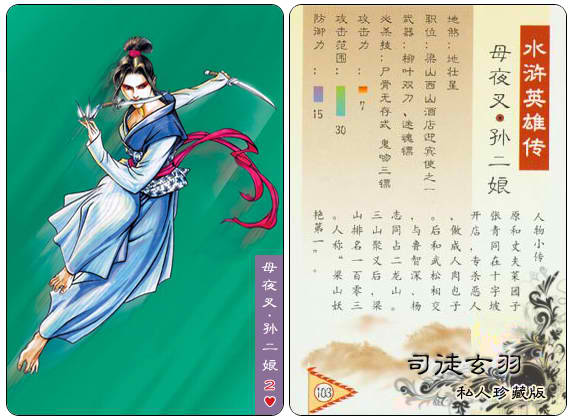 母夜叉·孙二娘
2♥
水浒英雄传
母夜叉·孙二娘
地煞:地壮星
职位:梁山西山酒店迎宾使之一
武器:柳叶双刀、迷魂镖
必杀技:尸骨无存式 鬼吻三镖
攻击力:7
攻击范围:30
防御力:15
人物小传
原和丈夫菜园子
张青同在十字坡
开店,专杀恶人
,做成人肉包子
。后和武松相交
,与鲁智深、杨
志同占二龙山。
三山聚义后,梁
山排名一百零三
。人称“梁山妖
艳第一”。
103
司徒玄羽
私人珍藏版